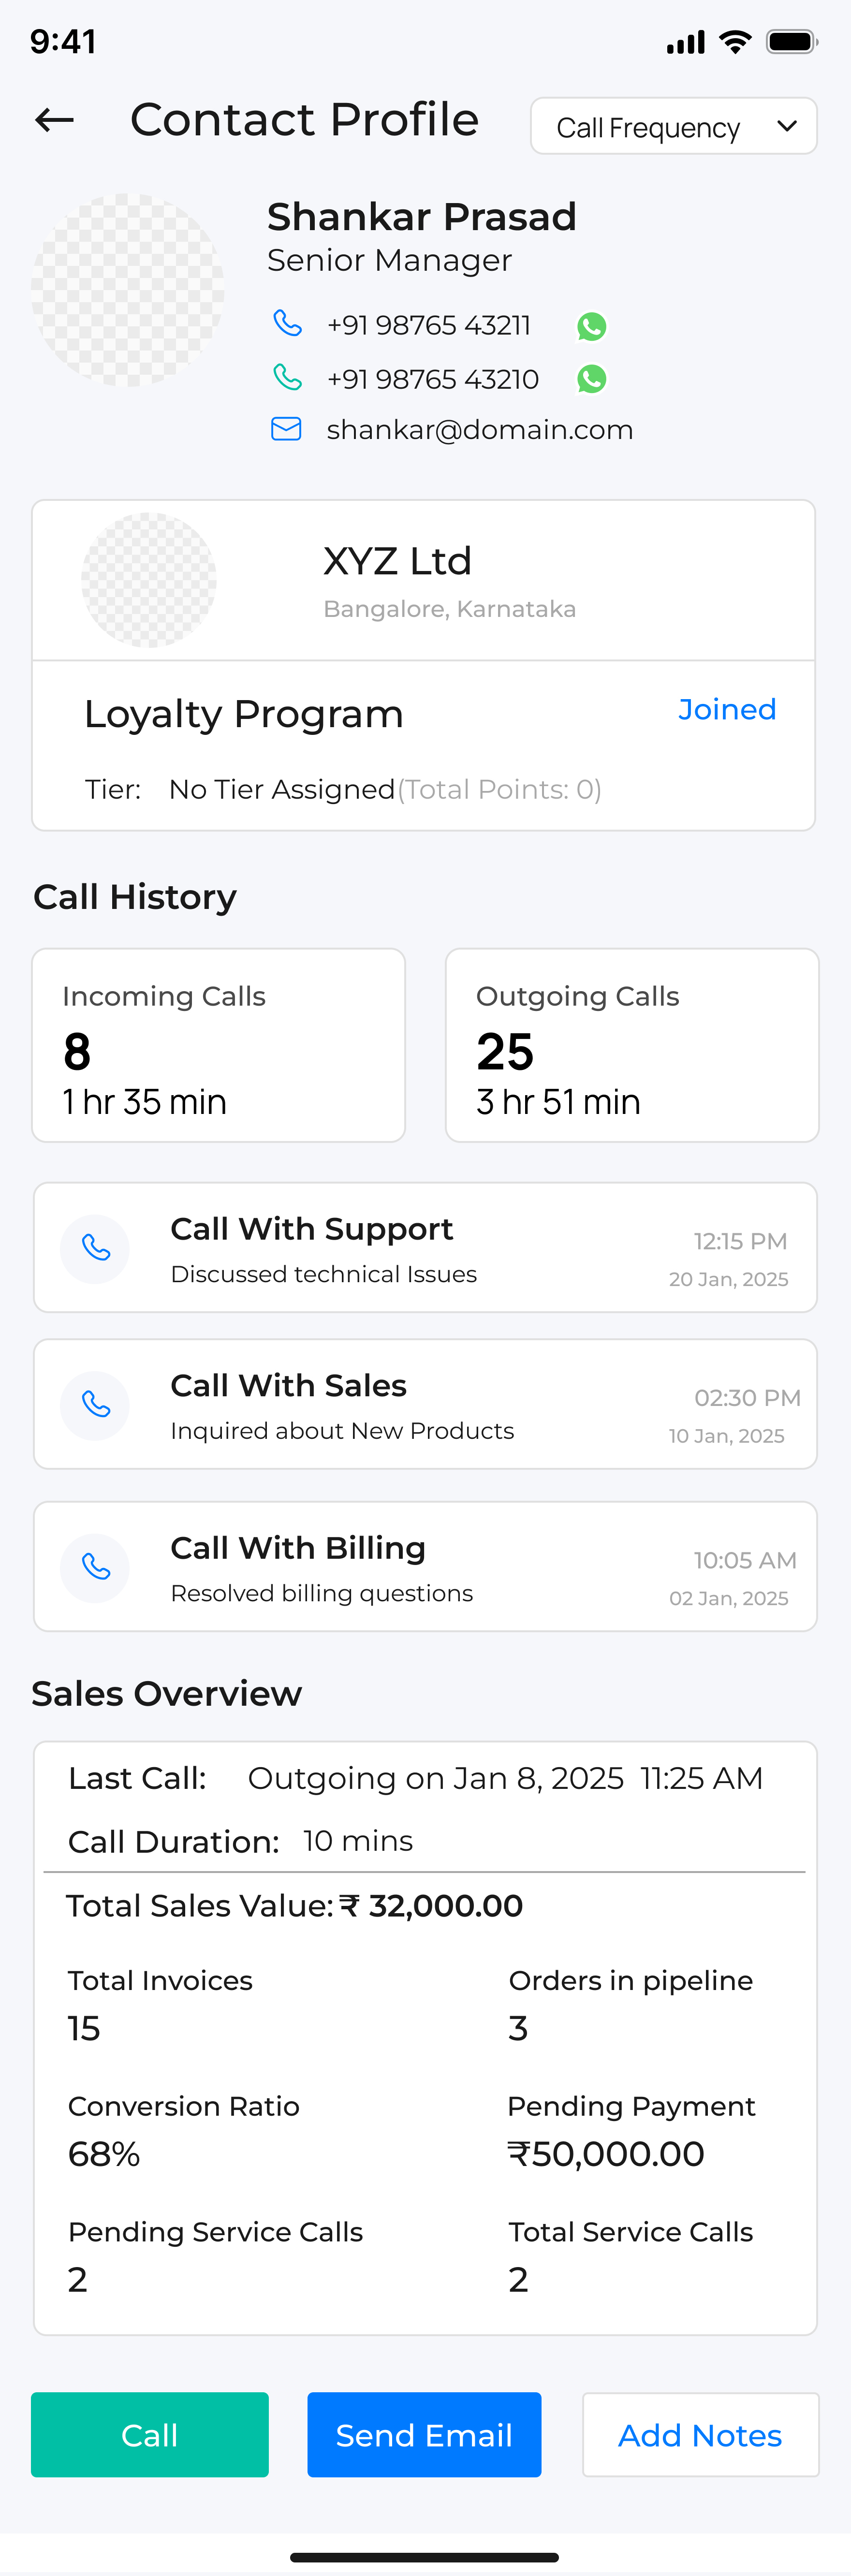 9:41
Contact Profile
Call Frequency
Shankar Prasad
Senior Manager
+91 98765 43211
+91 98765 43210
shankar@domain.com
XYZ Ltd
Bangalore, Karnataka
Loyalty Program Joined
Tier: No Tier Assigned(Total Points: 0)
Call History
Incoming Calls
8
1 hr 35 min
Outgoing Calls
25
3 hr 51 min
Call With Support
Discussed technical Issues
12:15 PM
20 Jan, 2025
Call With Sales
Inquired about New Products
02:30 PM
10 Jan, 2025
Call With Billing
Resolved billing questions
10:05 AM
02 Jan, 2025
Sales Overview
Last Call: Outgoing on Jan 8, 2025 11:25 AM
Call Duration: 10 mins
Total Sales Value: ₹ 32,000.00
Total Invoices
15
Orders in pipeline
3
Conversion Ratio
68%
Pending Payment
₹50,000.00
Pending Service Calls
2
Total Service Calls
2
Call
Send Email
Add Notes